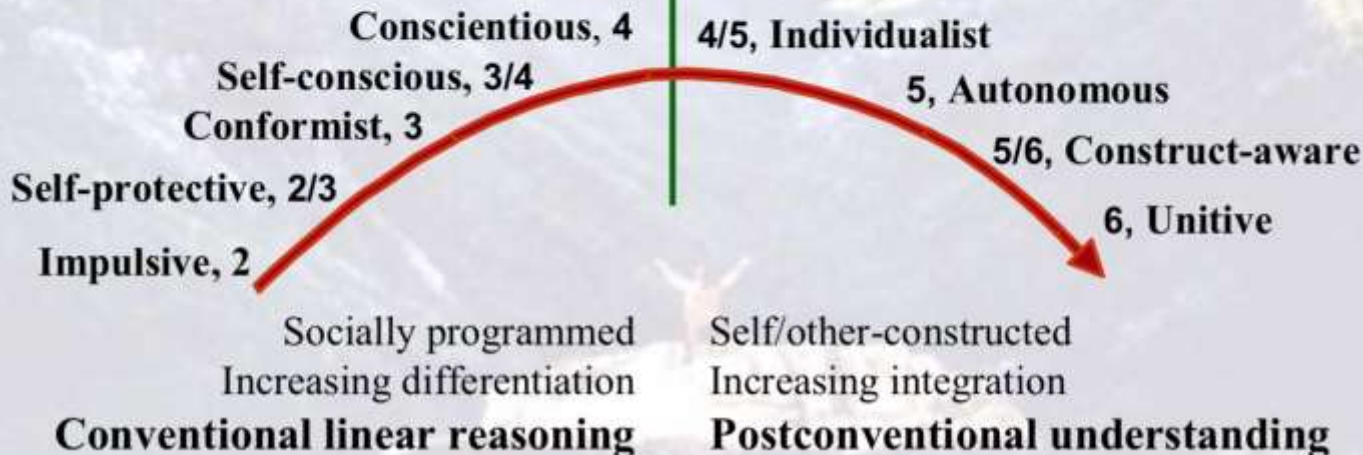 Conscientious, 4
4/5, Individualist
Self-conscious, 3/4
5, Autonomous
Conformist, 3
5/6, Construct-aware
Self-protective, 2/3
6, Unitive
Impulsive, 2
Socially programmed
Increasing differentiation
Conventional linear reasoning
Self/other-constructed
Increasing integration
Postconventional understanding